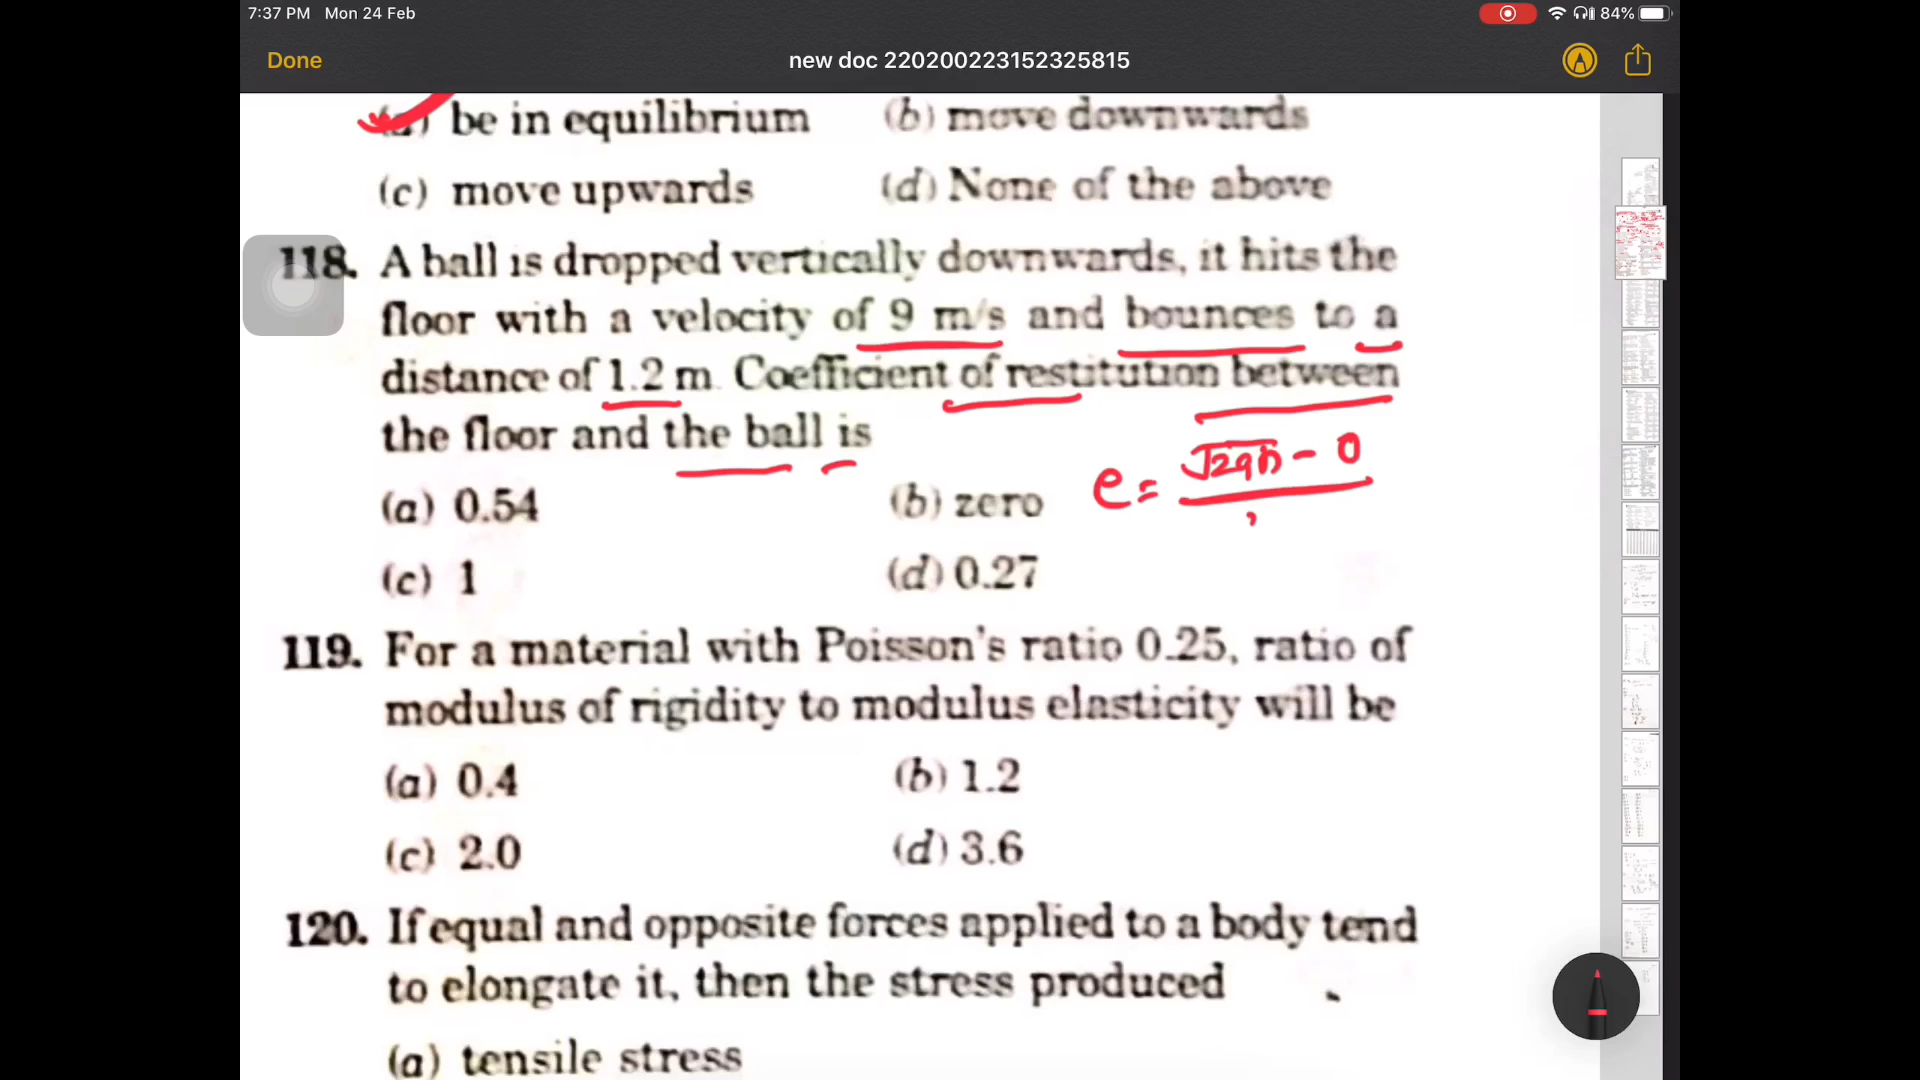 7:37 PM Mon 24 Feb
84%
Done
new doc 220200223152325815
be in equilibrium (b) move downwards
(c) move upwards (d) None of the above
118. A ball is dropped vertically downwards, it hits the
floor with a velocity of 9 m/s and bounces to a
distance of 1.2 m. Coefficient of restitution between
the floor and the ball is
e = √2gh - 0
(a) 0.54 (b) zero
(c) 1 (d) 0.27
119. For a material with Poisson's ratio 0.25, ratio of
modulus of rigidity to modulus elasticity will be
(a) 0.4 (b) 1.2
(c) 2.0 (d) 3.6
120. If equal and opposite forces applied to a body tend
to elongate it, then the stress produced
(a) tensile stress